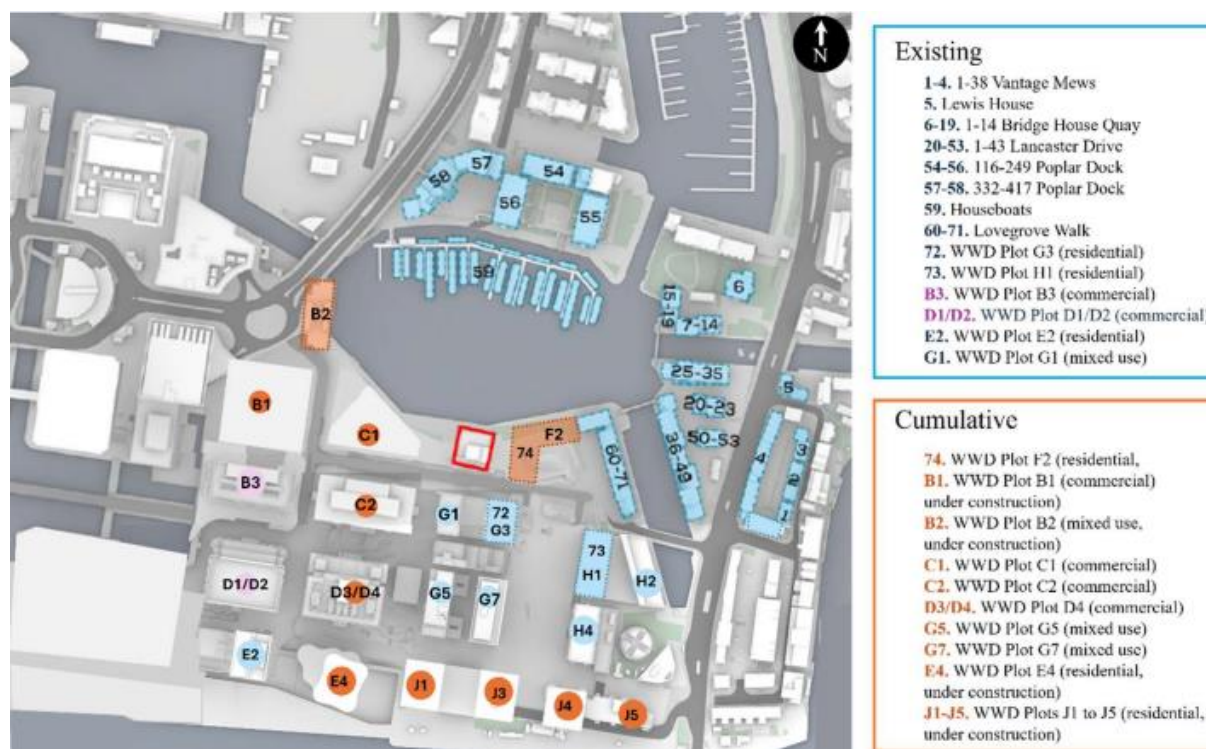 N
57
58
54
56
55
59
15-19
6
7-14
B2
25-35
5
20-23
B1
36-49
50-53
4
3
2
1
C1
F2
74
60-71
B3
C2
G1
72
G3
73
H1
H2
D1/D2
D3/D4
G5
G7
H4
E2
E4
J1
J3
J4
J5
Existing
1-4. 1-38 Vantage Mews
5. Lewis House
6-19. 1-14 Bridge House Quay
20-53. 1-43 Lancaster Drive
54-56. 116-249 Poplar Dock
57-58. 332-417 Poplar Dock
59. Houseboats
60-71. Lovegrove Walk
72. WWD Plot G3 (residential)
73. WWD Plot H1 (residential)
B3. WWD Plot B3 (commercial)
D1/D2. WWD Plot D1/D2 (commercial)
E2. WWD Plot E2 (residential)
G1. WWD Plot G1 (mixed use)
Cumulative
74. WWD Plot F2 (residential,
B1. WWD Plot B1 (commercial)
under construction)
B2. WWD Plot B2 (mixed use,
under construction)
C1. WWD Plot C1 (commercial)
C2. WWD Plot C2 (commercial)
D3/D4. WWD Plot D4 (commercial)
G5. WWD Plot G5 (mixed use)
G7. WWD Plot G7 (mixed use)
E4. WWD Plot E4 (residential,
under construction)
J1-J5. WWD Plots J1 to J5 (residential,
under construction)